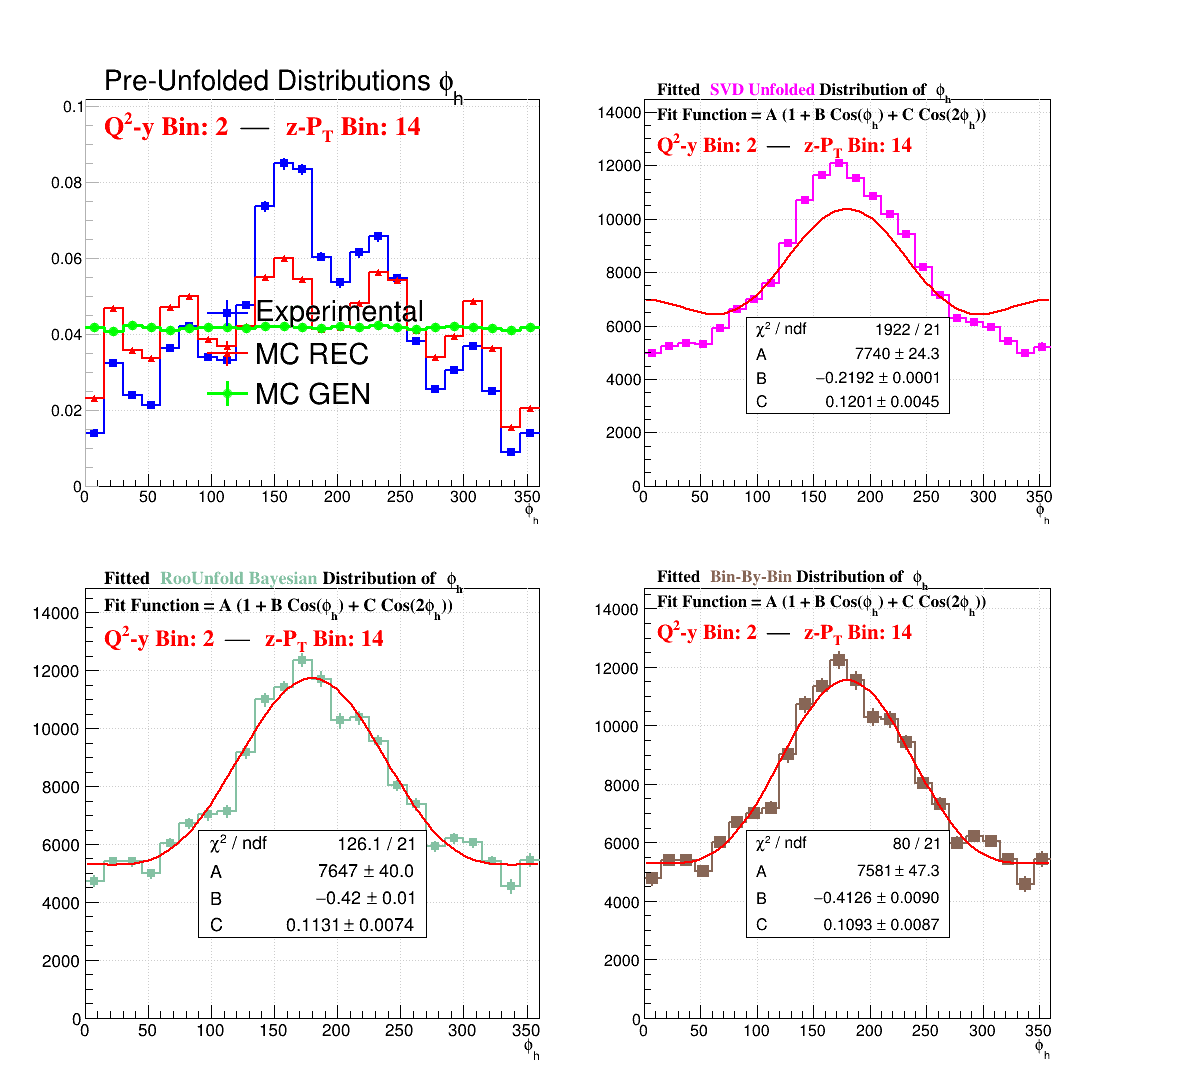 Pre-Unfolded Distributions ϕh
Q²-y Bin: 2 — z-PT Bin: 14
0.1
0.08
0.06
0.04
0.02
0
Experimental
MC REC
MC GEN
0 50 100 150 200 250 300 350
ϕh
Fitted SVD Unfolded Distribution of ϕh
Fit Function = A (1 + B Cos(ϕh) + C Cos(2ϕh))
Q²-y Bin: 2 — z-PT Bin: 14
14000
12000
10000
8000
6000
4000
2000
0
χ² / ndf 1922 / 21
A 7740 ± 24.3
B −0.2192 ± 0.0001
C 0.1201 ± 0.0045
0 50 100 150 200 250 300 350
ϕh
Fitted RooUnfold Bayesian Distribution of ϕh
Fit Function = A (1 + B Cos(ϕh) + C Cos(2ϕh))
Q²-y Bin: 2 — z-PT Bin: 14
14000
12000
10000
8000
6000
4000
2000
0
χ² / ndf 126.1 / 21
A 7647 ± 40.0
B −0.42 ± 0.01
C 0.1131 ± 0.0074
0 50 100 150 200 250 300 350
ϕh
Fitted Bin-By-Bin Distribution of ϕh
Fit Function = A (1 + B Cos(ϕh) + C Cos(2ϕh))
Q²-y Bin: 2 — z-PT Bin: 14
14000
12000
10000
8000
6000
4000
2000
0
χ² / ndf 80 / 21
A 7581 ± 47.3
B −0.4126 ± 0.0090
C 0.1093 ± 0.0087
0 50 100 150 200 250 300 350
ϕh